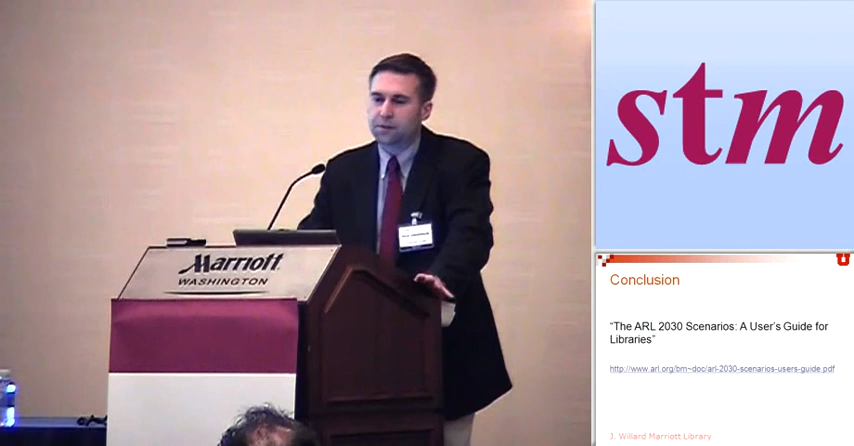 stm
Marriott
WASHINGTON
Conclusion
“The ARL 2030 Scenarios: A User's Guide for
Libraries”
http://www.arl.org/bm~doc/arl-2030-scenarios-users-guide.pdf
J. Willard Marriott Library